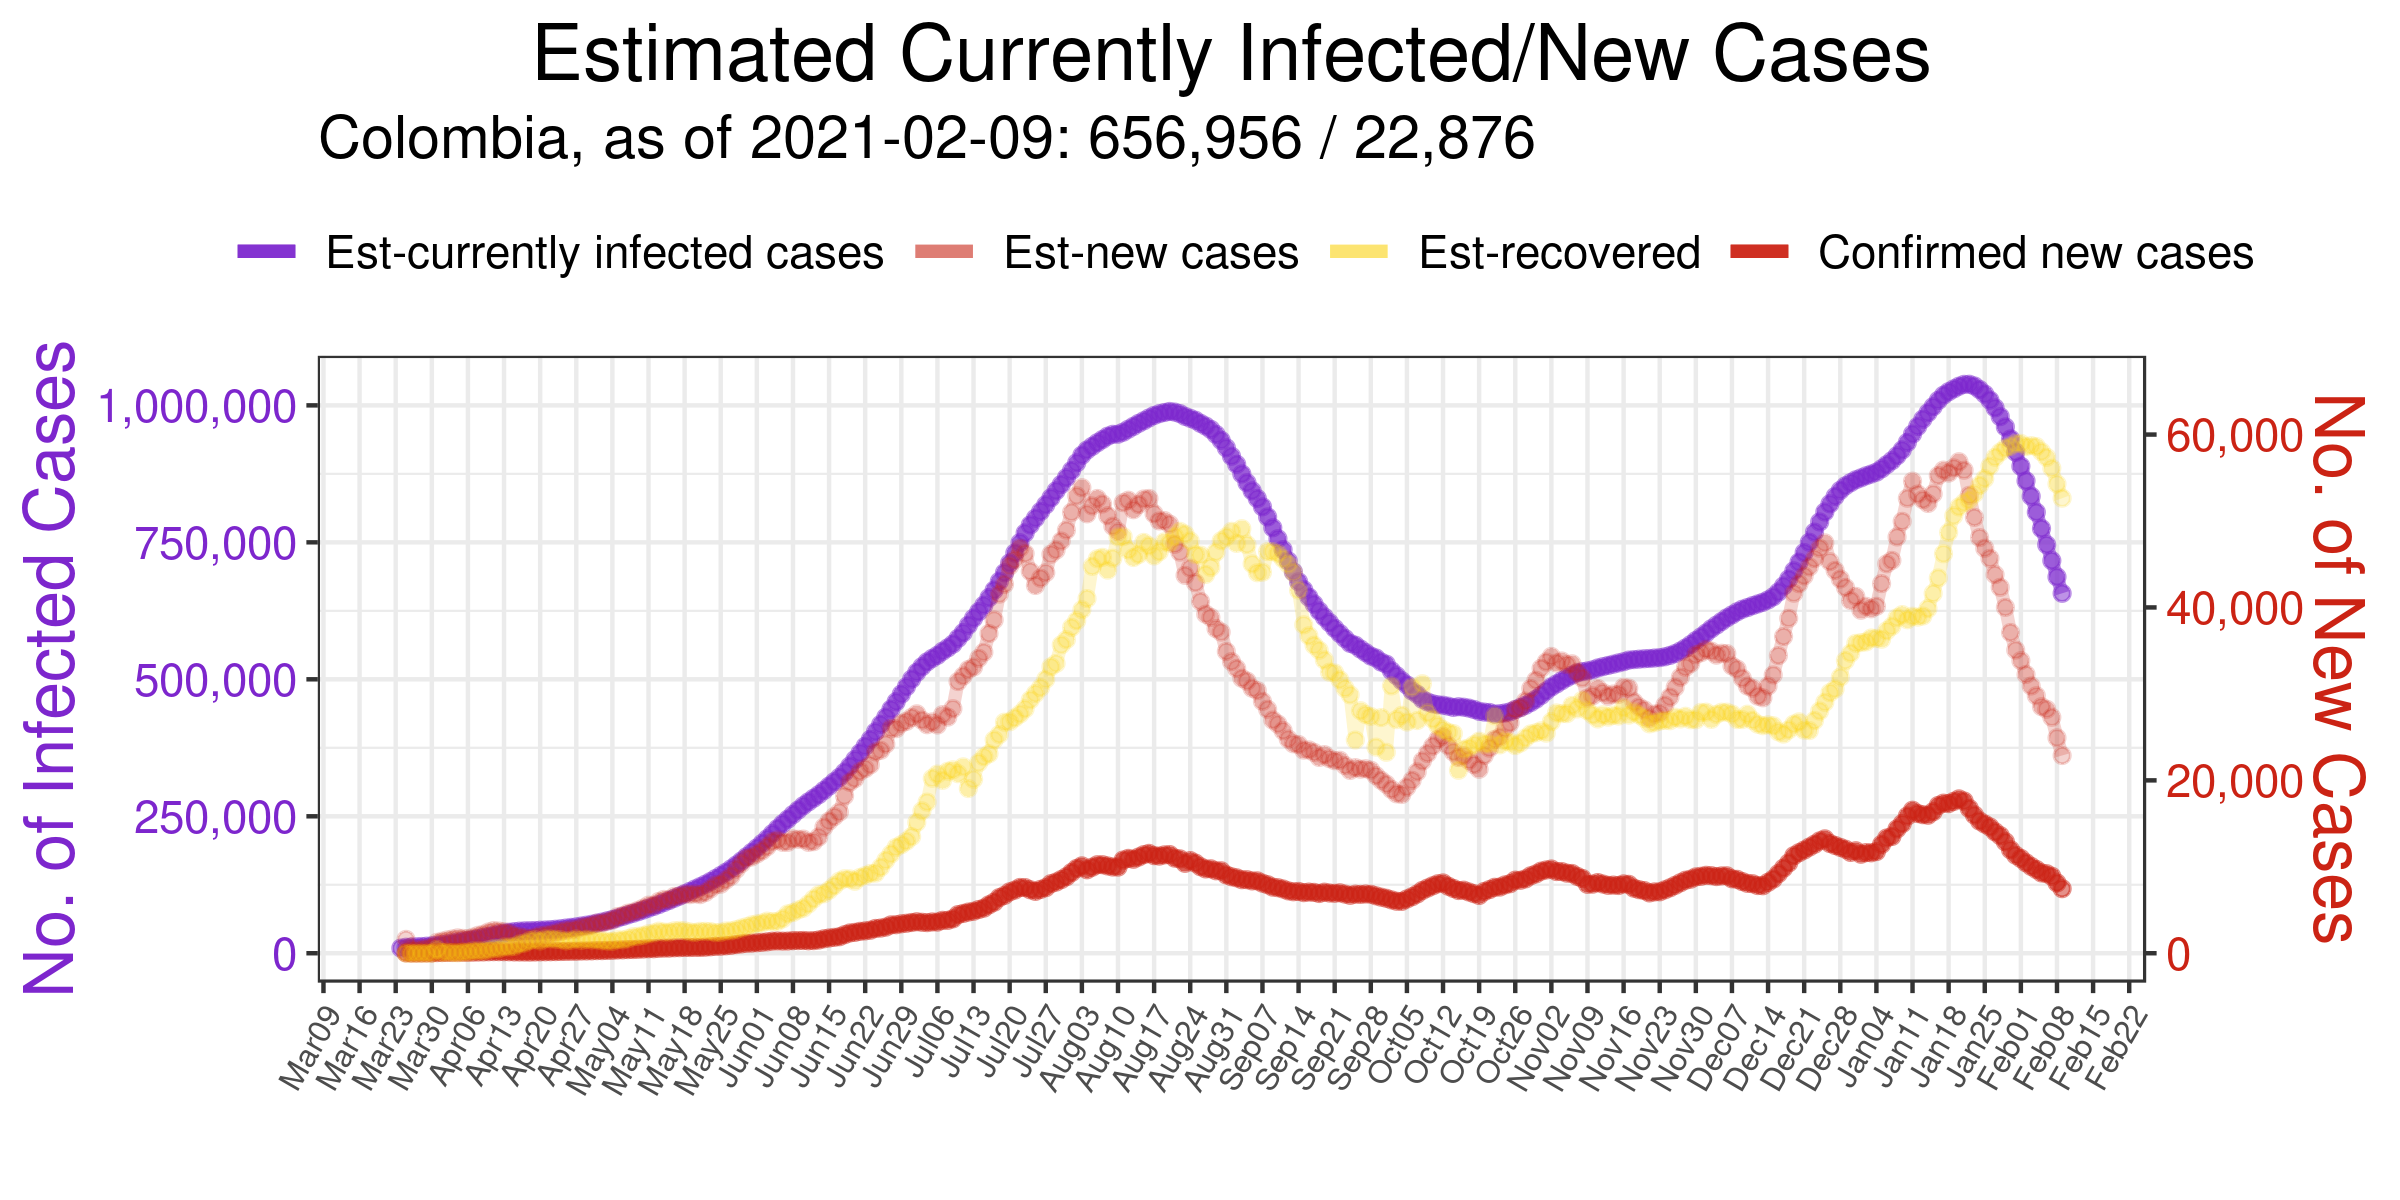 Estimated Currently Infected/New Cases
Colombia, as of 2021-02-09: 656,956 / 22,876
Est-currently infected cases Est-new cases Est-recovered Confirmed new cases
No. of Infected Cases
1,000,000
750,000
500,000
250,000
0
60,000
40,000
20,000
0
No. of New Cases
Mar09 Mar16 Mar23 Mar30 Apr06 Apr13 Apr20 Apr27 May04 May11 May18 May25 Jun01 Jun08 Jun15 Jun22 Jun29 Jul06 Jul13 Jul20 Jul27 Aug03 Aug10 Aug17 Aug24 Aug31 Sep07 Sep14 Sep21 Sep28 Oct05 Oct12 Oct19 Oct26 Nov02 Nov09 Nov16 Nov23 Nov30 Dec07 Dec14 Dec21 Dec28 Dec04 Jan11 Jan18 Jan18 Jan25 Feb01 Feb08 Feb15 Feb22